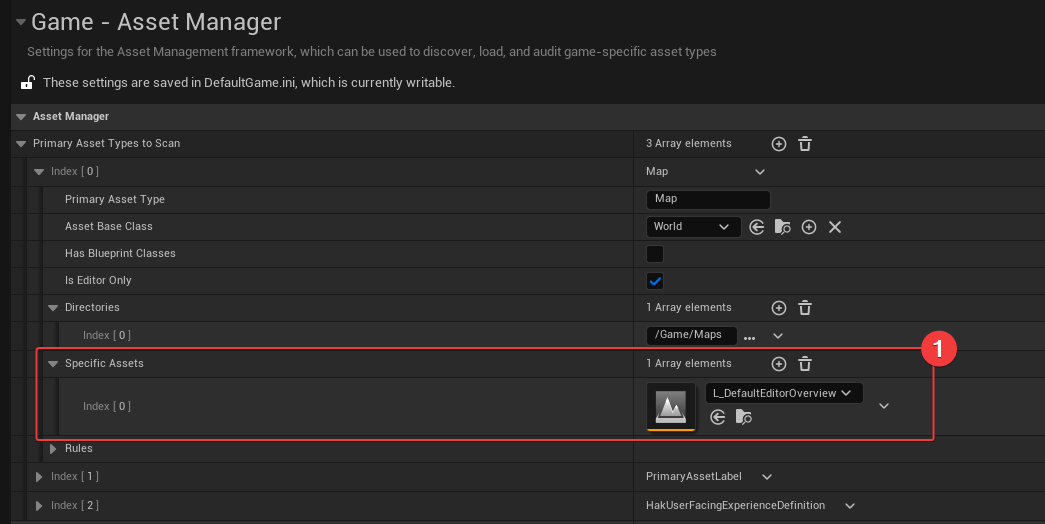 Game - Asset Manager
Settings for the Asset Management framework, which can be used to discover, load, and audit game-specific asset types
These settings are saved in DefaultGame.ini, which is currently writable.
Asset Manager
Primary Asset Types to Scan 3 Array elements
Index [ 0 ] Map
Primary Asset Type Map
Asset Base Class World
Has Blueprint Classes
Is Editor Only
Directories 1 Array elements
Index [ 0 ] /Game/Maps ...
1
Specific Assets 1 Array elements
Index [ 0 ] L_DefaultEditorOverview
Rules
Index [ 1 ] PrimaryAssetLabel
Index [ 2 ] HakUserFacingExperienceDefinition